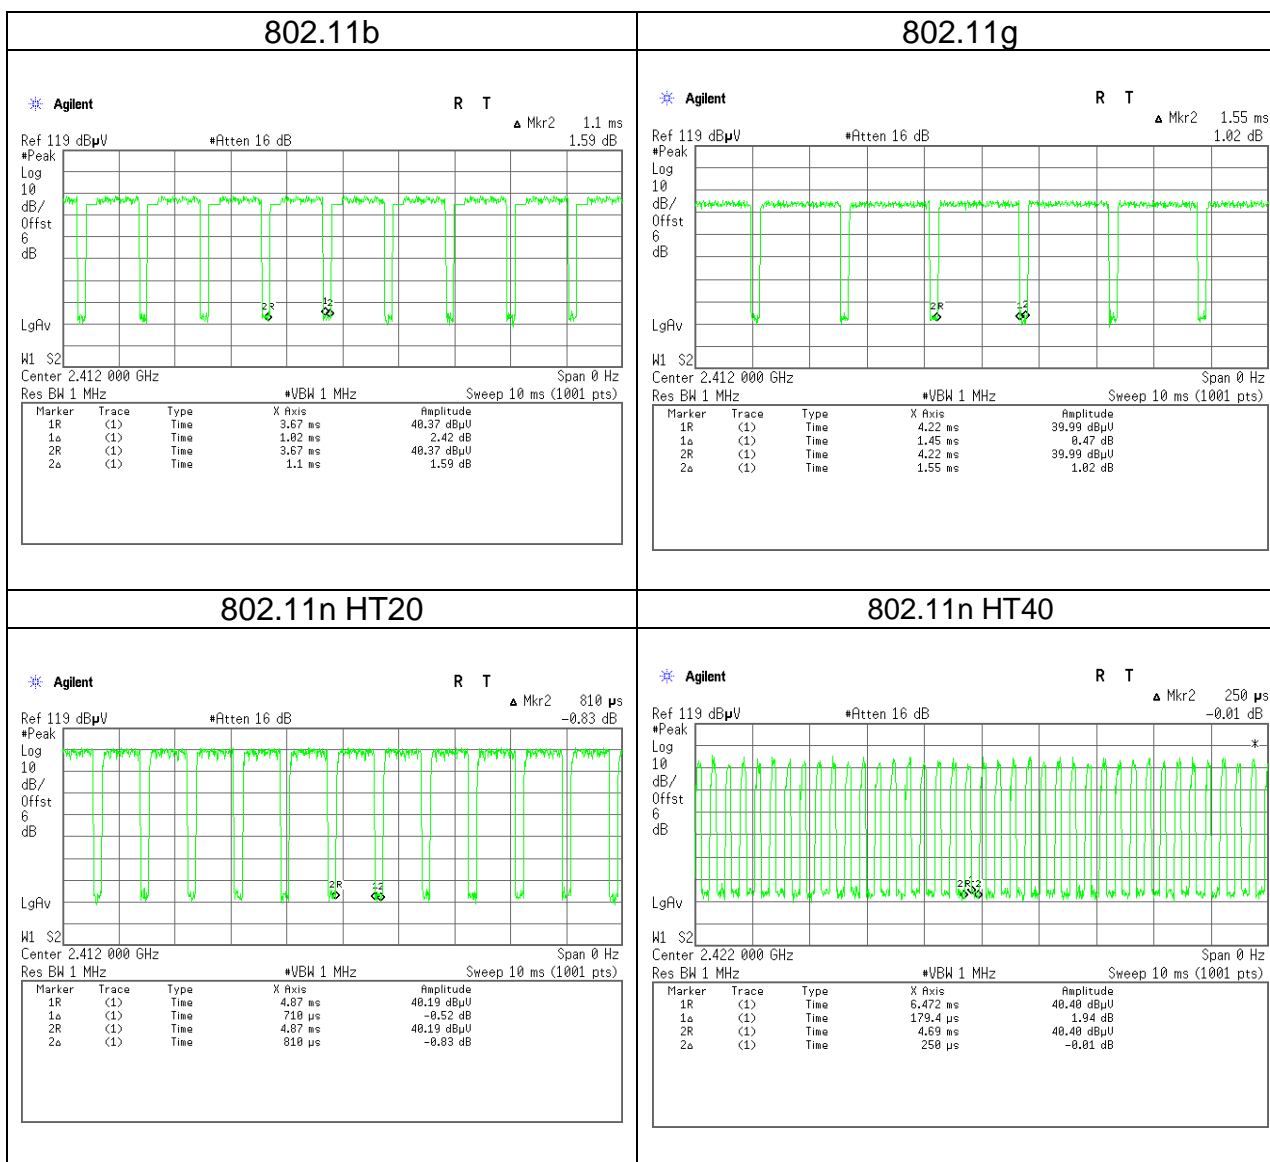 802.11b
Agilent
R T
Δ Mkr2 1.1 ms
Ref 119 dBµV #Atten 16 dB 1.59 dB
#Peak
Log
10
dB/
Offst
6
dB
2R
12
LgAv
W1 S2
Center 2.412 000 GHz Span 0 Hz
Res BW 1 MHz #VBW 1 MHz Sweep 10 ms (1001 pts)
Marker Trace Type X Axis Amplitude
1R (1) Time 3.67 ms 40.37 dBµV
1Δ (1) Time 1.02 ms 2.42 dB
2R (1) Time 3.67 ms 40.37 dBµV
2Δ (1) Time 1.1 ms 1.59 dB
802.11g
Agilent
R T
Δ Mkr2 1.55 ms
Ref 119 dBµV #Atten 16 dB 1.02 dB
#Peak
Log
10
dB/
Offst
6
dB
2R
12
LgAv
W1 S2
Center 2.412 000 GHz Span 0 Hz
Res BW 1 MHz #VBW 1 MHz Sweep 10 ms (1001 pts)
Marker Trace Type X Axis Amplitude
1R (1) Time 4.22 ms 39.99 dBµV
1Δ (1) Time 1.45 ms 0.47 dB
2R (1) Time 4.22 ms 39.99 dBµV
2Δ (1) Time 1.55 ms 1.02 dB
802.11n HT20
Agilent
R T
Δ Mkr2 810 µs
Ref 119 dBµV #Atten 16 dB -0.83 dB
#Peak
Log
10
dB/
Offst
6
dB
2R
12
LgAv
W1 S2
Center 2.412 000 GHz Span 0 Hz
Res BW 1 MHz #VBW 1 MHz Sweep 10 ms (1001 pts)
Marker Trace Type X Axis Amplitude
1R (1) Time 4.87 ms 40.19 dBµV
1Δ (1) Time 710 µs -0.52 dB
2R (1) Time 4.87 ms 40.19 dBµV
2Δ (1) Time 810 µs -0.83 dB
802.11n HT40
Agilent
R T
Δ Mkr2 250 µs
Ref 119 dBµV #Atten 16 dB -0.01 dB
#Peak
Log
10
dB/
Offst
6
dB
*
2R
12
LgAv
W1 S2
Center 2.422 000 GHz Span 0 Hz
Res BW 1 MHz #VBW 1 MHz Sweep 10 ms (1001 pts)
Marker Trace Type X Axis Amplitude
1R (1) Time 6.472 ms 40.40 dBµV
1Δ (1) Time 179.4 µs 1.94 dB
2R (1) Time 4.69 ms 40.40 dBµV
2Δ (1) Time 250 µs -0.01 dB